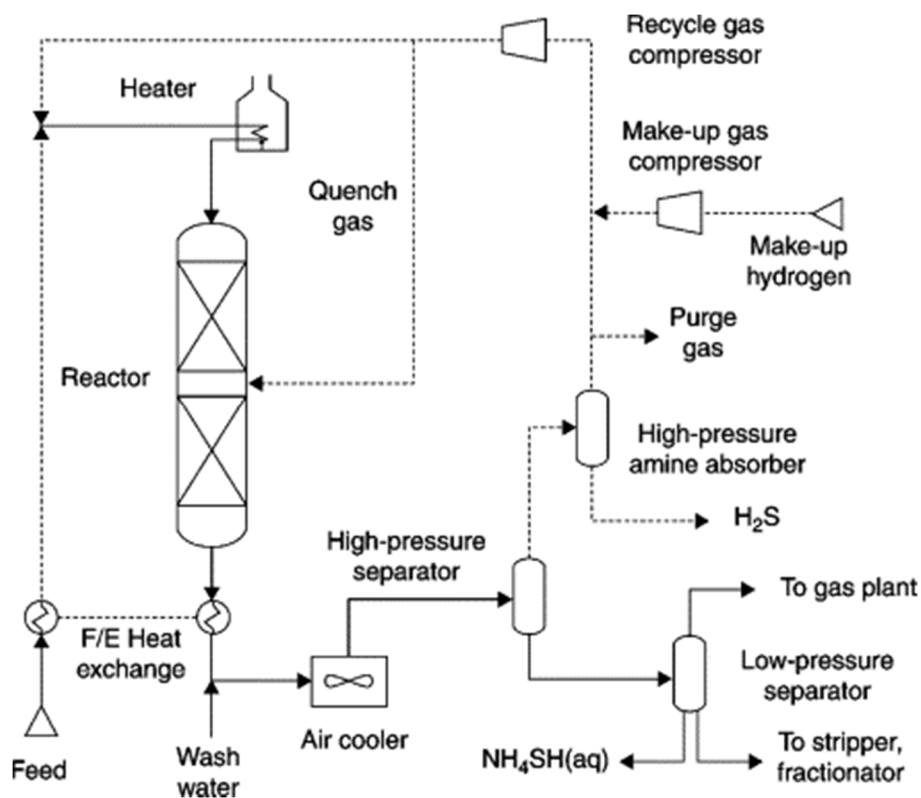 Recycle gas
compressor
Heater
Make-up gas
compressor
Quench
gas
Make-up
hydrogen
Purge
gas
Reactor
High-pressure
amine absorber
H₂S
High-pressure
separator
To gas plant
F/E Heat
exchange
Low-pressure
separator
Air cooler
Feed
Wash
water
NH₄SH(aq)
To stripper,
fractionator